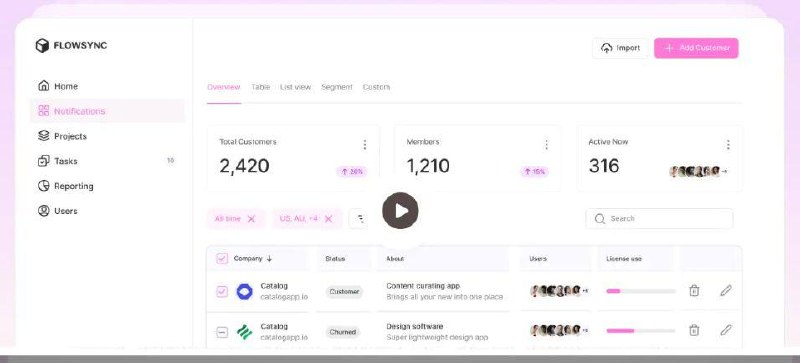 FLOWSYNC
Import
Add Customer
Home
Notifications
Projects
Tasks 10
Reporting
Users
Overview Table List view Segment Custom
Total Customers
2,420
20%
Members
1,210
15%
Active Now
316
All time
US, AU, +4
Search
Company Status About Users License use
Catalog
catalogapp.io
Customer
Content curating app
Brings all your new into one place
Catalog
catalogapp.io
Churned
Design software
Super lightweight design app